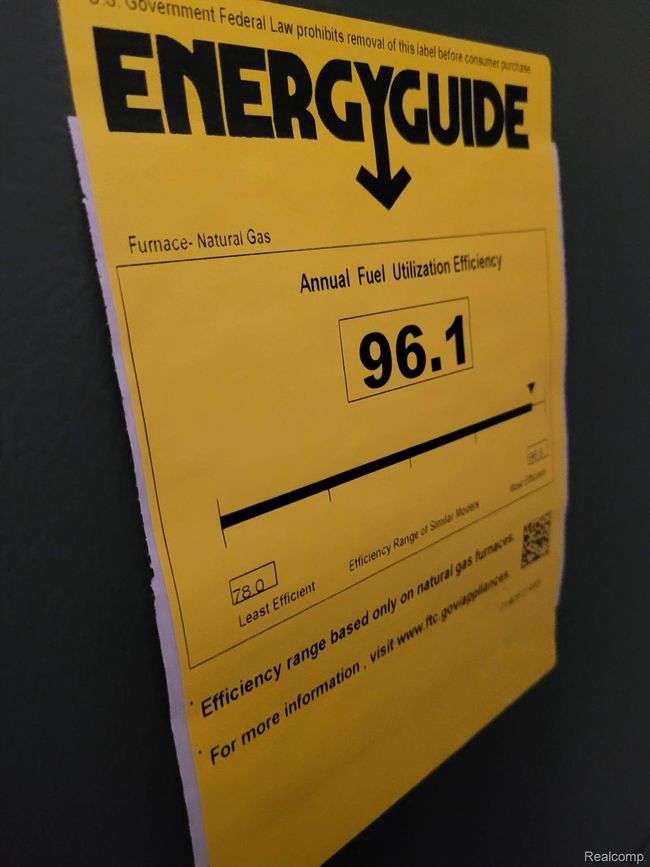 U.S. Government Federal Law prohibits removal of this label before consumer purchase
ENERGYGUIDE
Furnace- Natural Gas
Annual Fuel Utilization Efficiency
96.1
78.0
Least Efficient
Efficiency Range of Similar Models
Most Efficient
· Efficiency range based only on natural gas furnaces.
· For more information , visit www.ftc.gov/appliances.
Realcomp